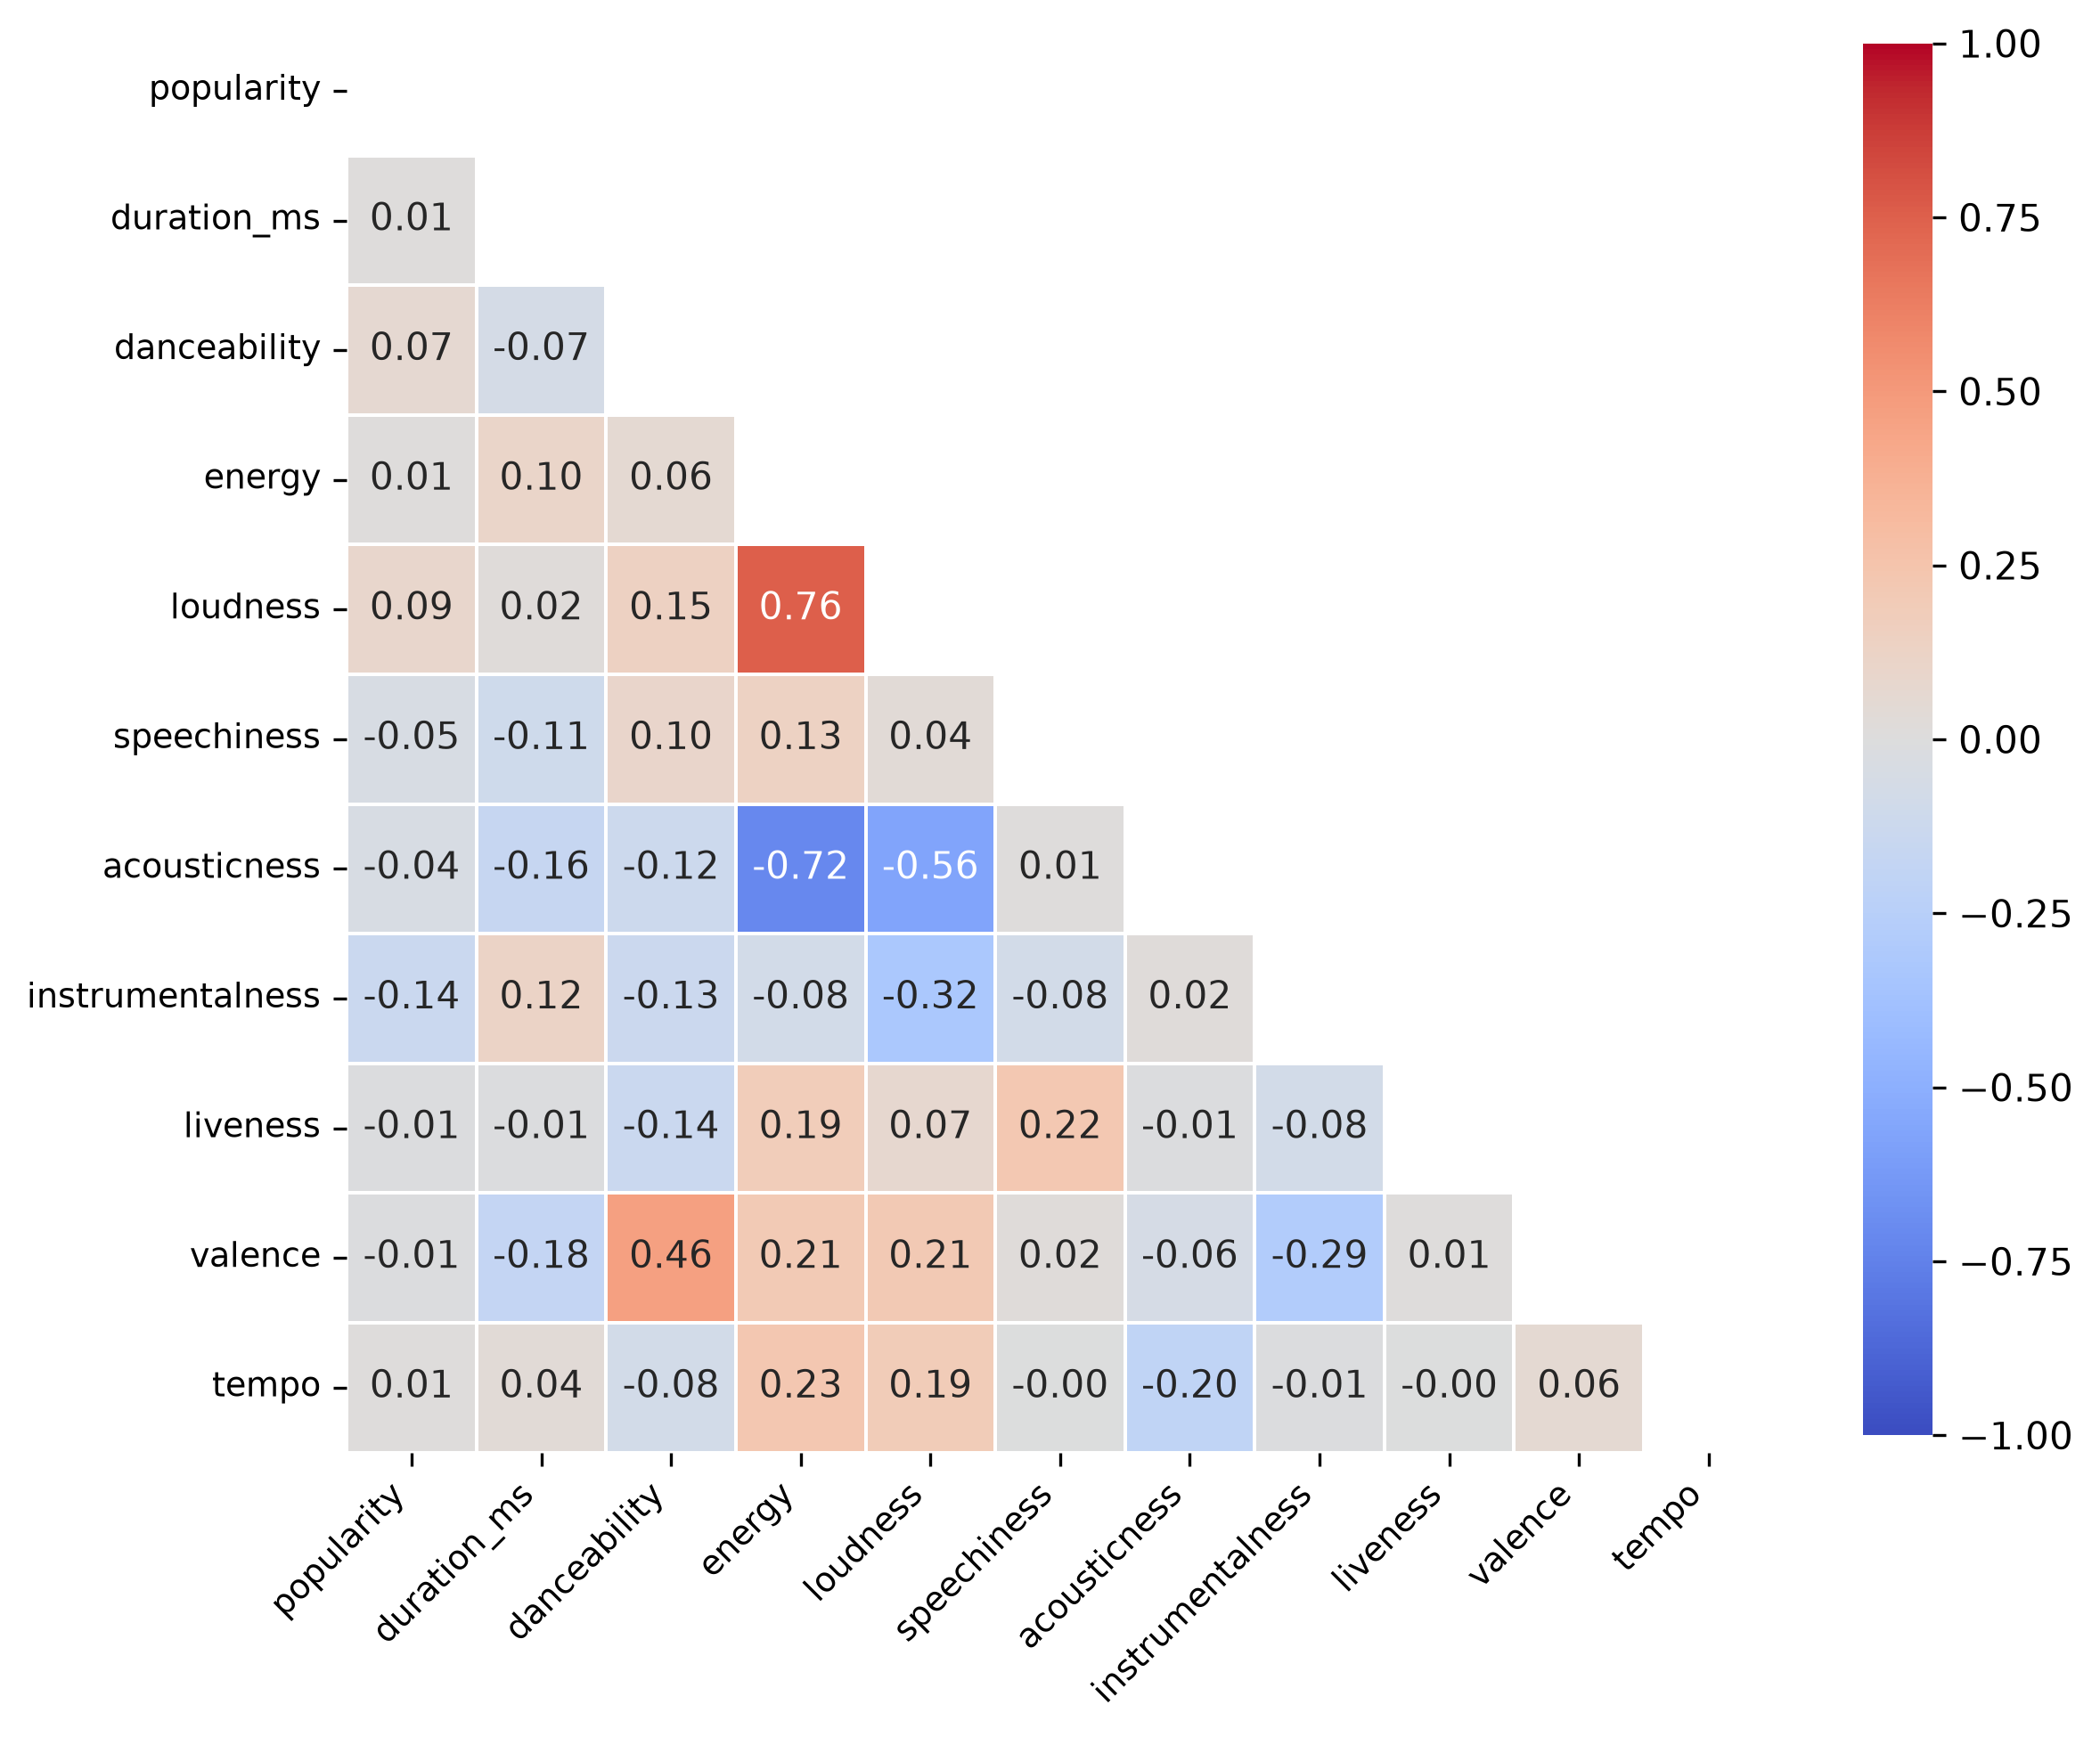 popularity
duration_ms 0.01
danceability 0.07 -0.07
energy 0.01 0.10 0.06
loudness 0.09 0.02 0.15 0.76
speechiness -0.05 -0.11 0.10 0.13 0.04
acousticness -0.04 -0.16 -0.12 -0.72 -0.56 0.01
instrumentalness -0.14 0.12 -0.13 -0.08 -0.32 -0.08 0.02
liveness -0.01 -0.01 -0.14 0.19 0.07 0.22 -0.01 -0.08
valence -0.01 -0.18 0.46 0.21 0.21 0.02 -0.06 -0.29 0.01
tempo 0.01 0.04 -0.08 0.23 0.19 -0.00 -0.20 -0.01 -0.00 0.06
popularity
duration_ms
danceability
energy
loudness
speechiness
acousticness
instrumentalness
liveness
valence
tempo
1.00
0.75
0.50
0.25
0.00
−0.25
−0.50
−0.75
−1.00